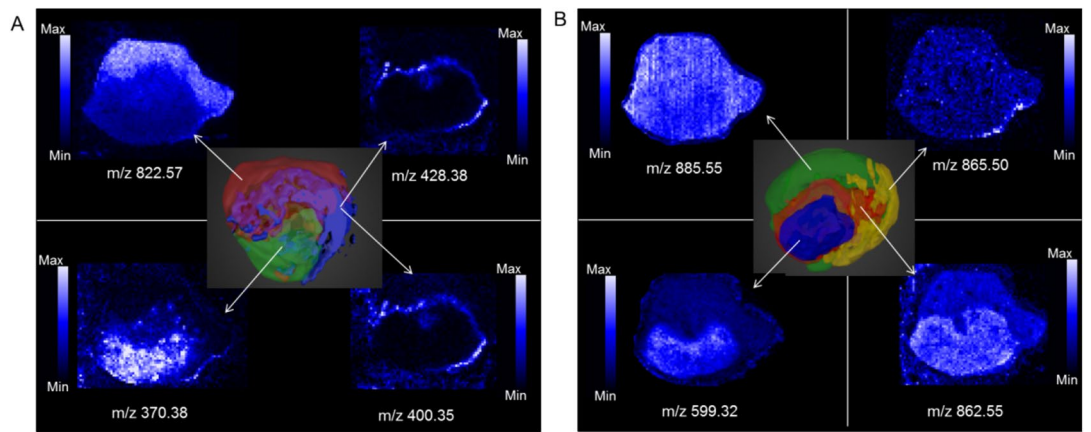 A
Max
Min
m/z 822.57
Max
Min
m/z 428.38
Max
Min
m/z 370.38
Max
Min
m/z 400.35
B
Max
Min
m/z 885.55
Max
Min
m/z 865.50
Max
Min
m/z 599.32
Max
Min
m/z 862.55